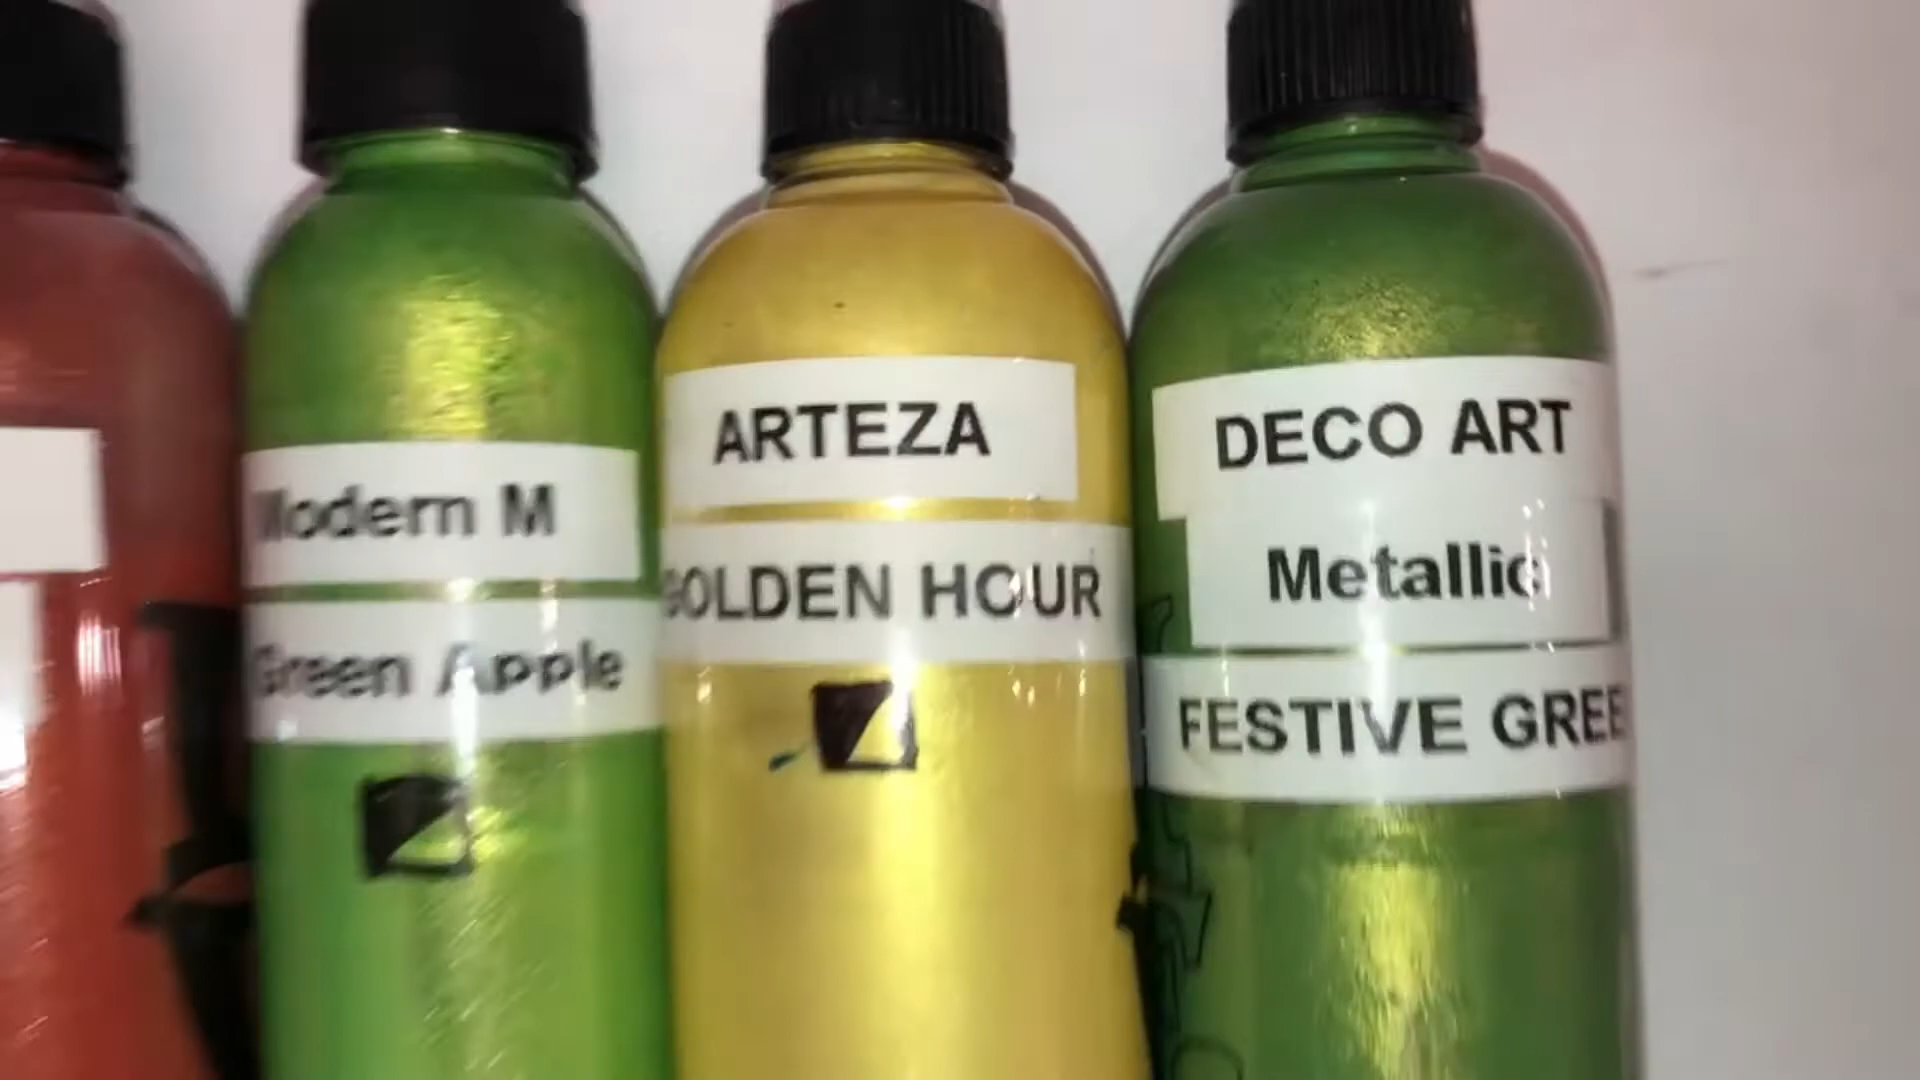 Modern M
Green Apple
ARTEZA
GOLDEN HOUR
DECO ART
Metallic
FESTIVE GREE